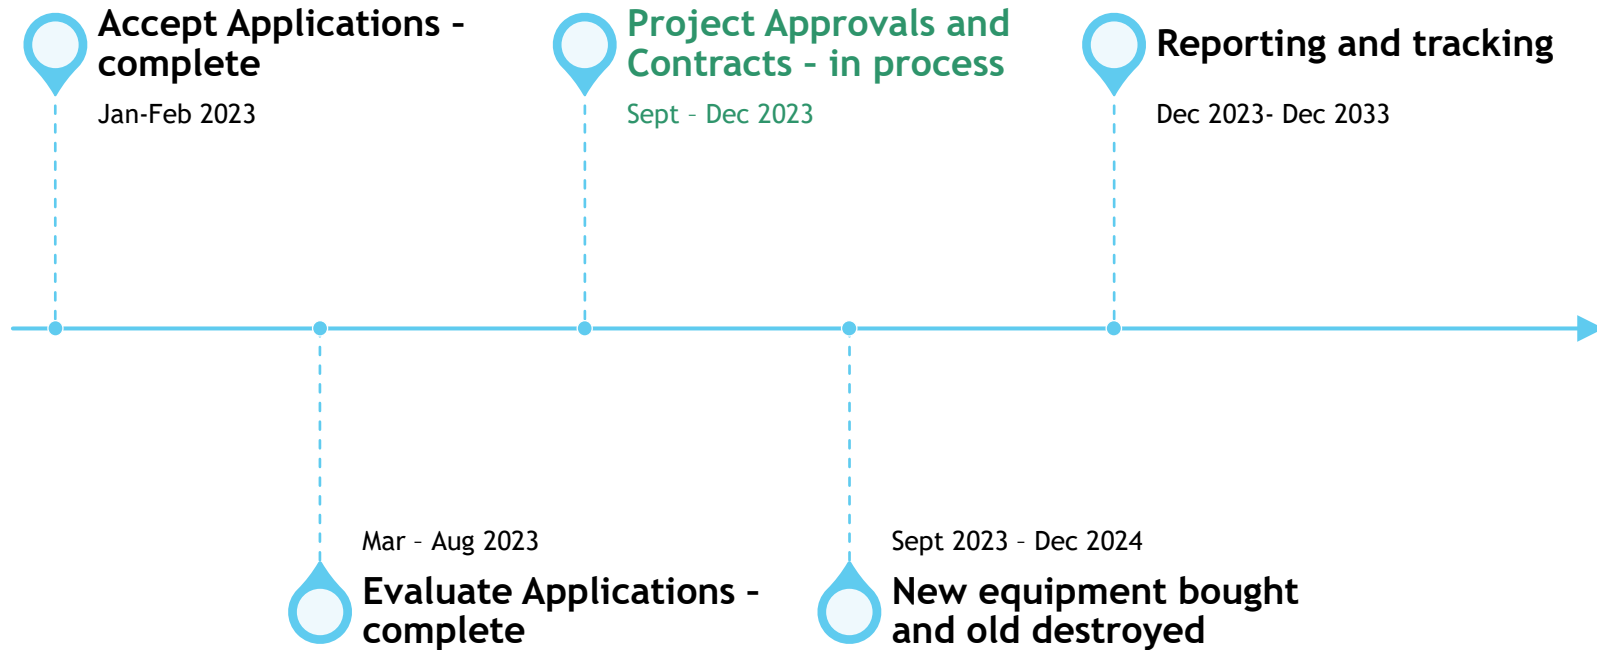 Accept Applications –
complete
Jan-Feb 2023
Project Approvals and
Contracts – in process
Sept – Dec 2023
Reporting and tracking
Dec 2023- Dec 2033
Mar – Aug 2023
Evaluate Applications –
complete
Sept 2023 – Dec 2024
New equipment bought
and old destroyed